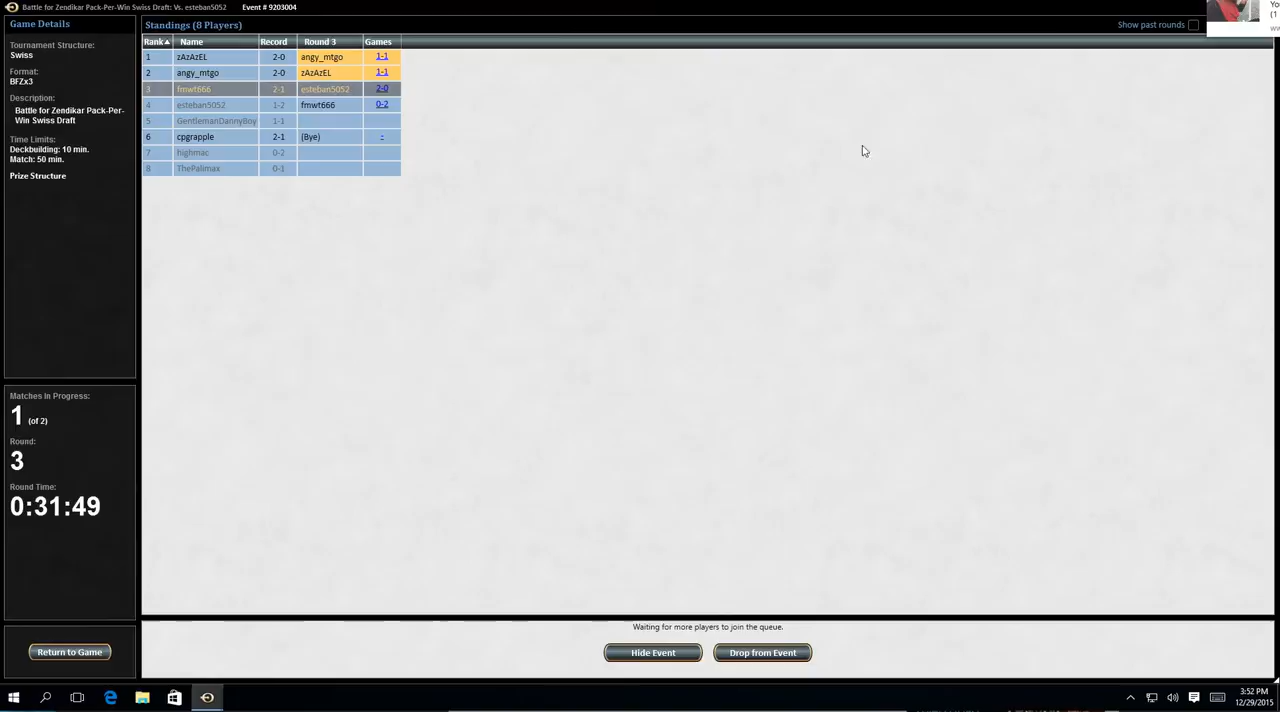 Battle for Zendikar Pack-Per-Win Swiss Draft: Vs. esteban5052 Event # 9203004
Game Details
Tournament Structure:
Swiss
Format:
BFZx3
Description:
Battle for Zendikar Pack-Per-
Win Swiss Draft
Time Limits:
Deckbuilding: 10 min.
Match: 50 min.
Prize Structure
Matches in Progress:
1 (of 2)
Round:
3
Round Time:
0:31:49
Return to Game
Standings (8 Players)
Show past rounds
Rank Name Record Round 3 Games
1 zAzAzEL 2-0 angy_mtgo 1-1
2 angy_mtgo 2-0 zAzAzEL 1-1
3 fmwt666 2-1 esteban5052 2-0
4 esteban5052 1-2 fmwt666 0-2
5 GentlemanDannyBoy 1-1
6 cpgrapple 2-1 (Bye) -
7 highmac 0-2
8 ThePalimax 0-1
Waiting for more players to join the queue.
Hide Event Drop from Event
Yo
(1
ww
3:52 PM
12/29/2015